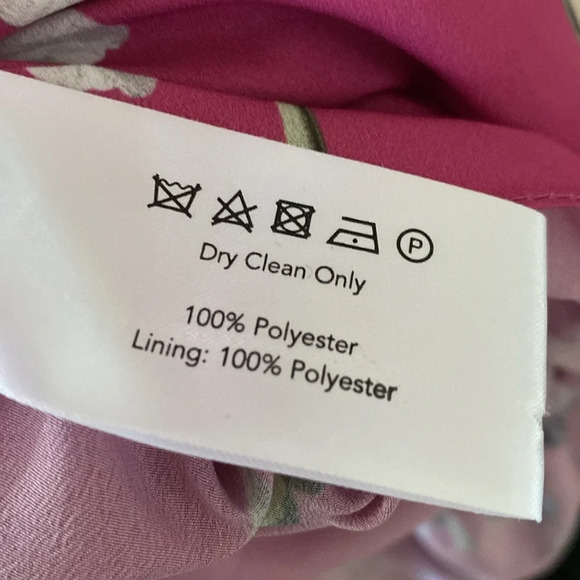 P
Dry Clean Only
100% Polyester
Lining: 100% Polyester